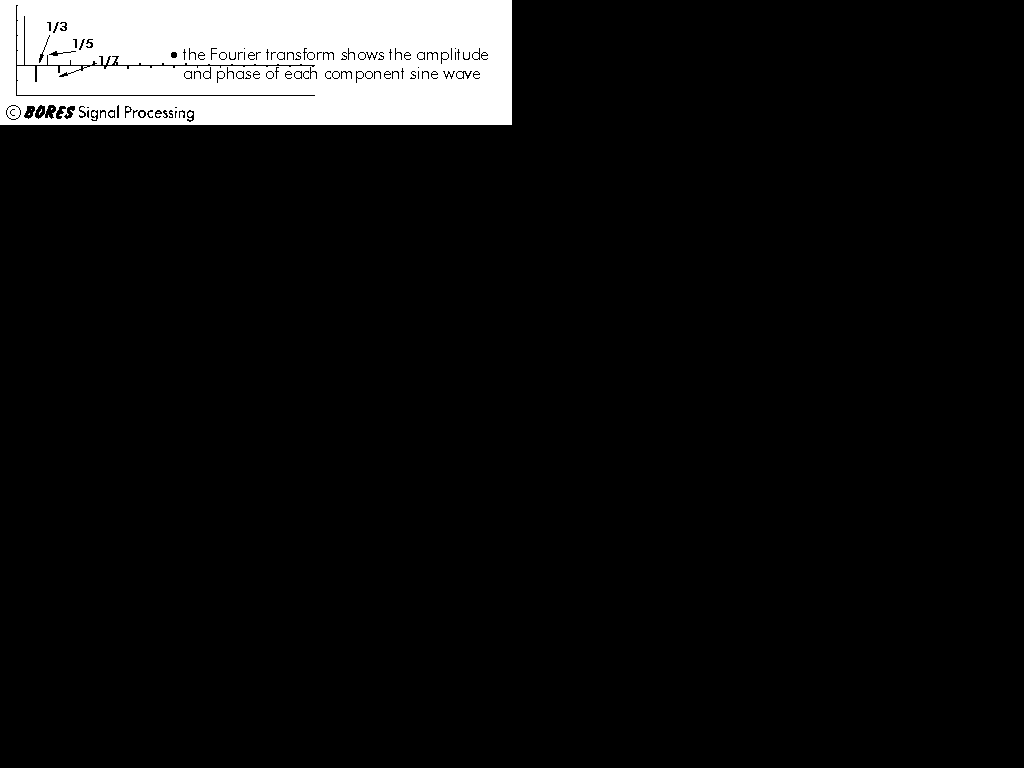 1/3
1/5
1/7
• the Fourier transform shows the amplitude
and phase of each component sine wave
© BORES Signal Processing